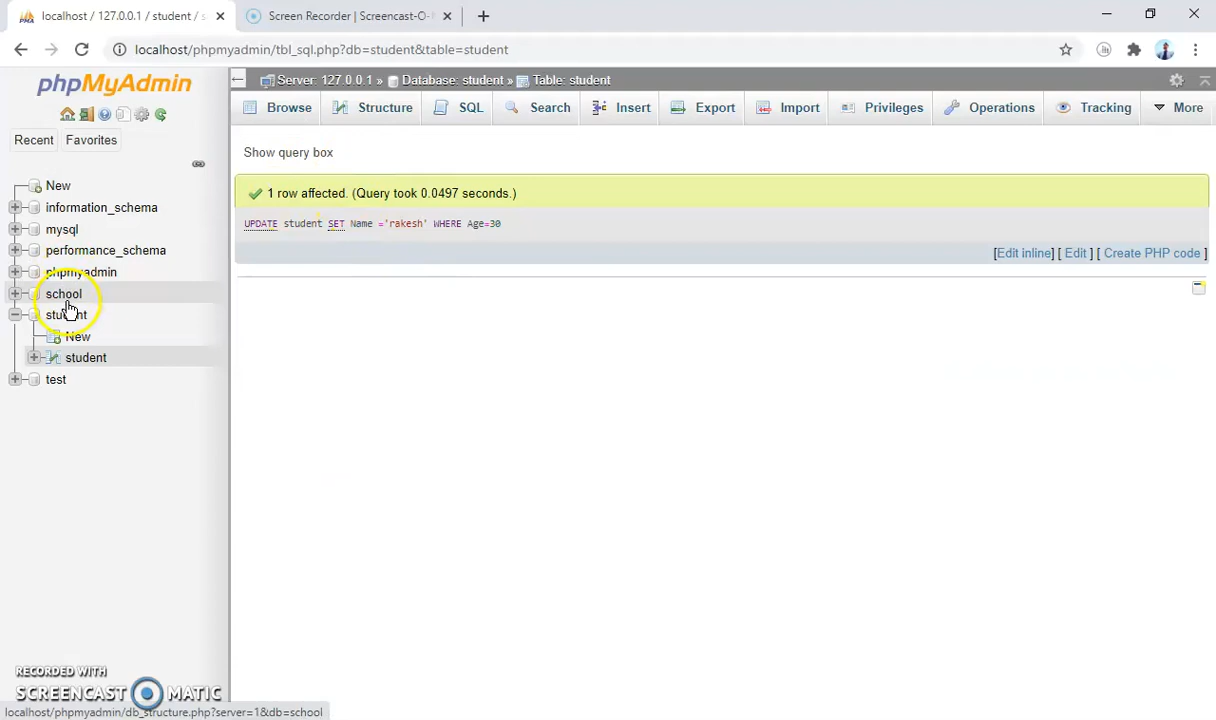 localhost / 127.0.0.1 / student / s
Screen Recorder | Screencast-O-M
localhost/phpmyadmin/tbl_sql.php?db=student&table=student
phpMyAdmin
Server: 127.0.0.1 » Database: student » Table: student
Browse Structure SQL Search Insert Export Import Privileges Operations Tracking More
Recent Favorites
Show query box
New
1 row affected. (Query took 0.0497 seconds.)
information_schema
UPDATE student SET Name ='rakesh' WHERE Age=30
mysql
performance_schema
[Edit inline] [ Edit ] [ Create PHP code ]
phpmyadmin
school
student
New
student
test
RECORDED WITH
SCREENCAST MATIC
localhost/phpmyadmin/db_structure.php?server=1&db=school